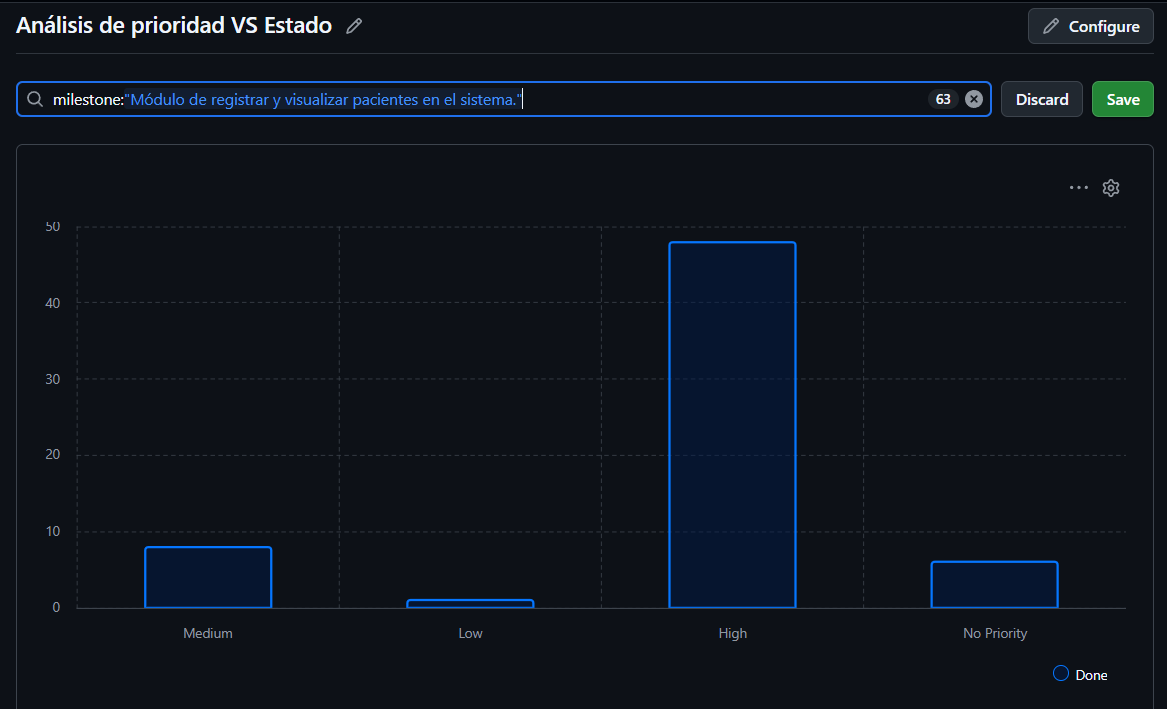 Análisis de prioridad VS Estado
Configure
milestone:"Módulo de registrar y visualizar pacientes en el sistema."
63
Discard
Save
50
40
30
20
10
0
Medium
Low
High
No Priority
Done